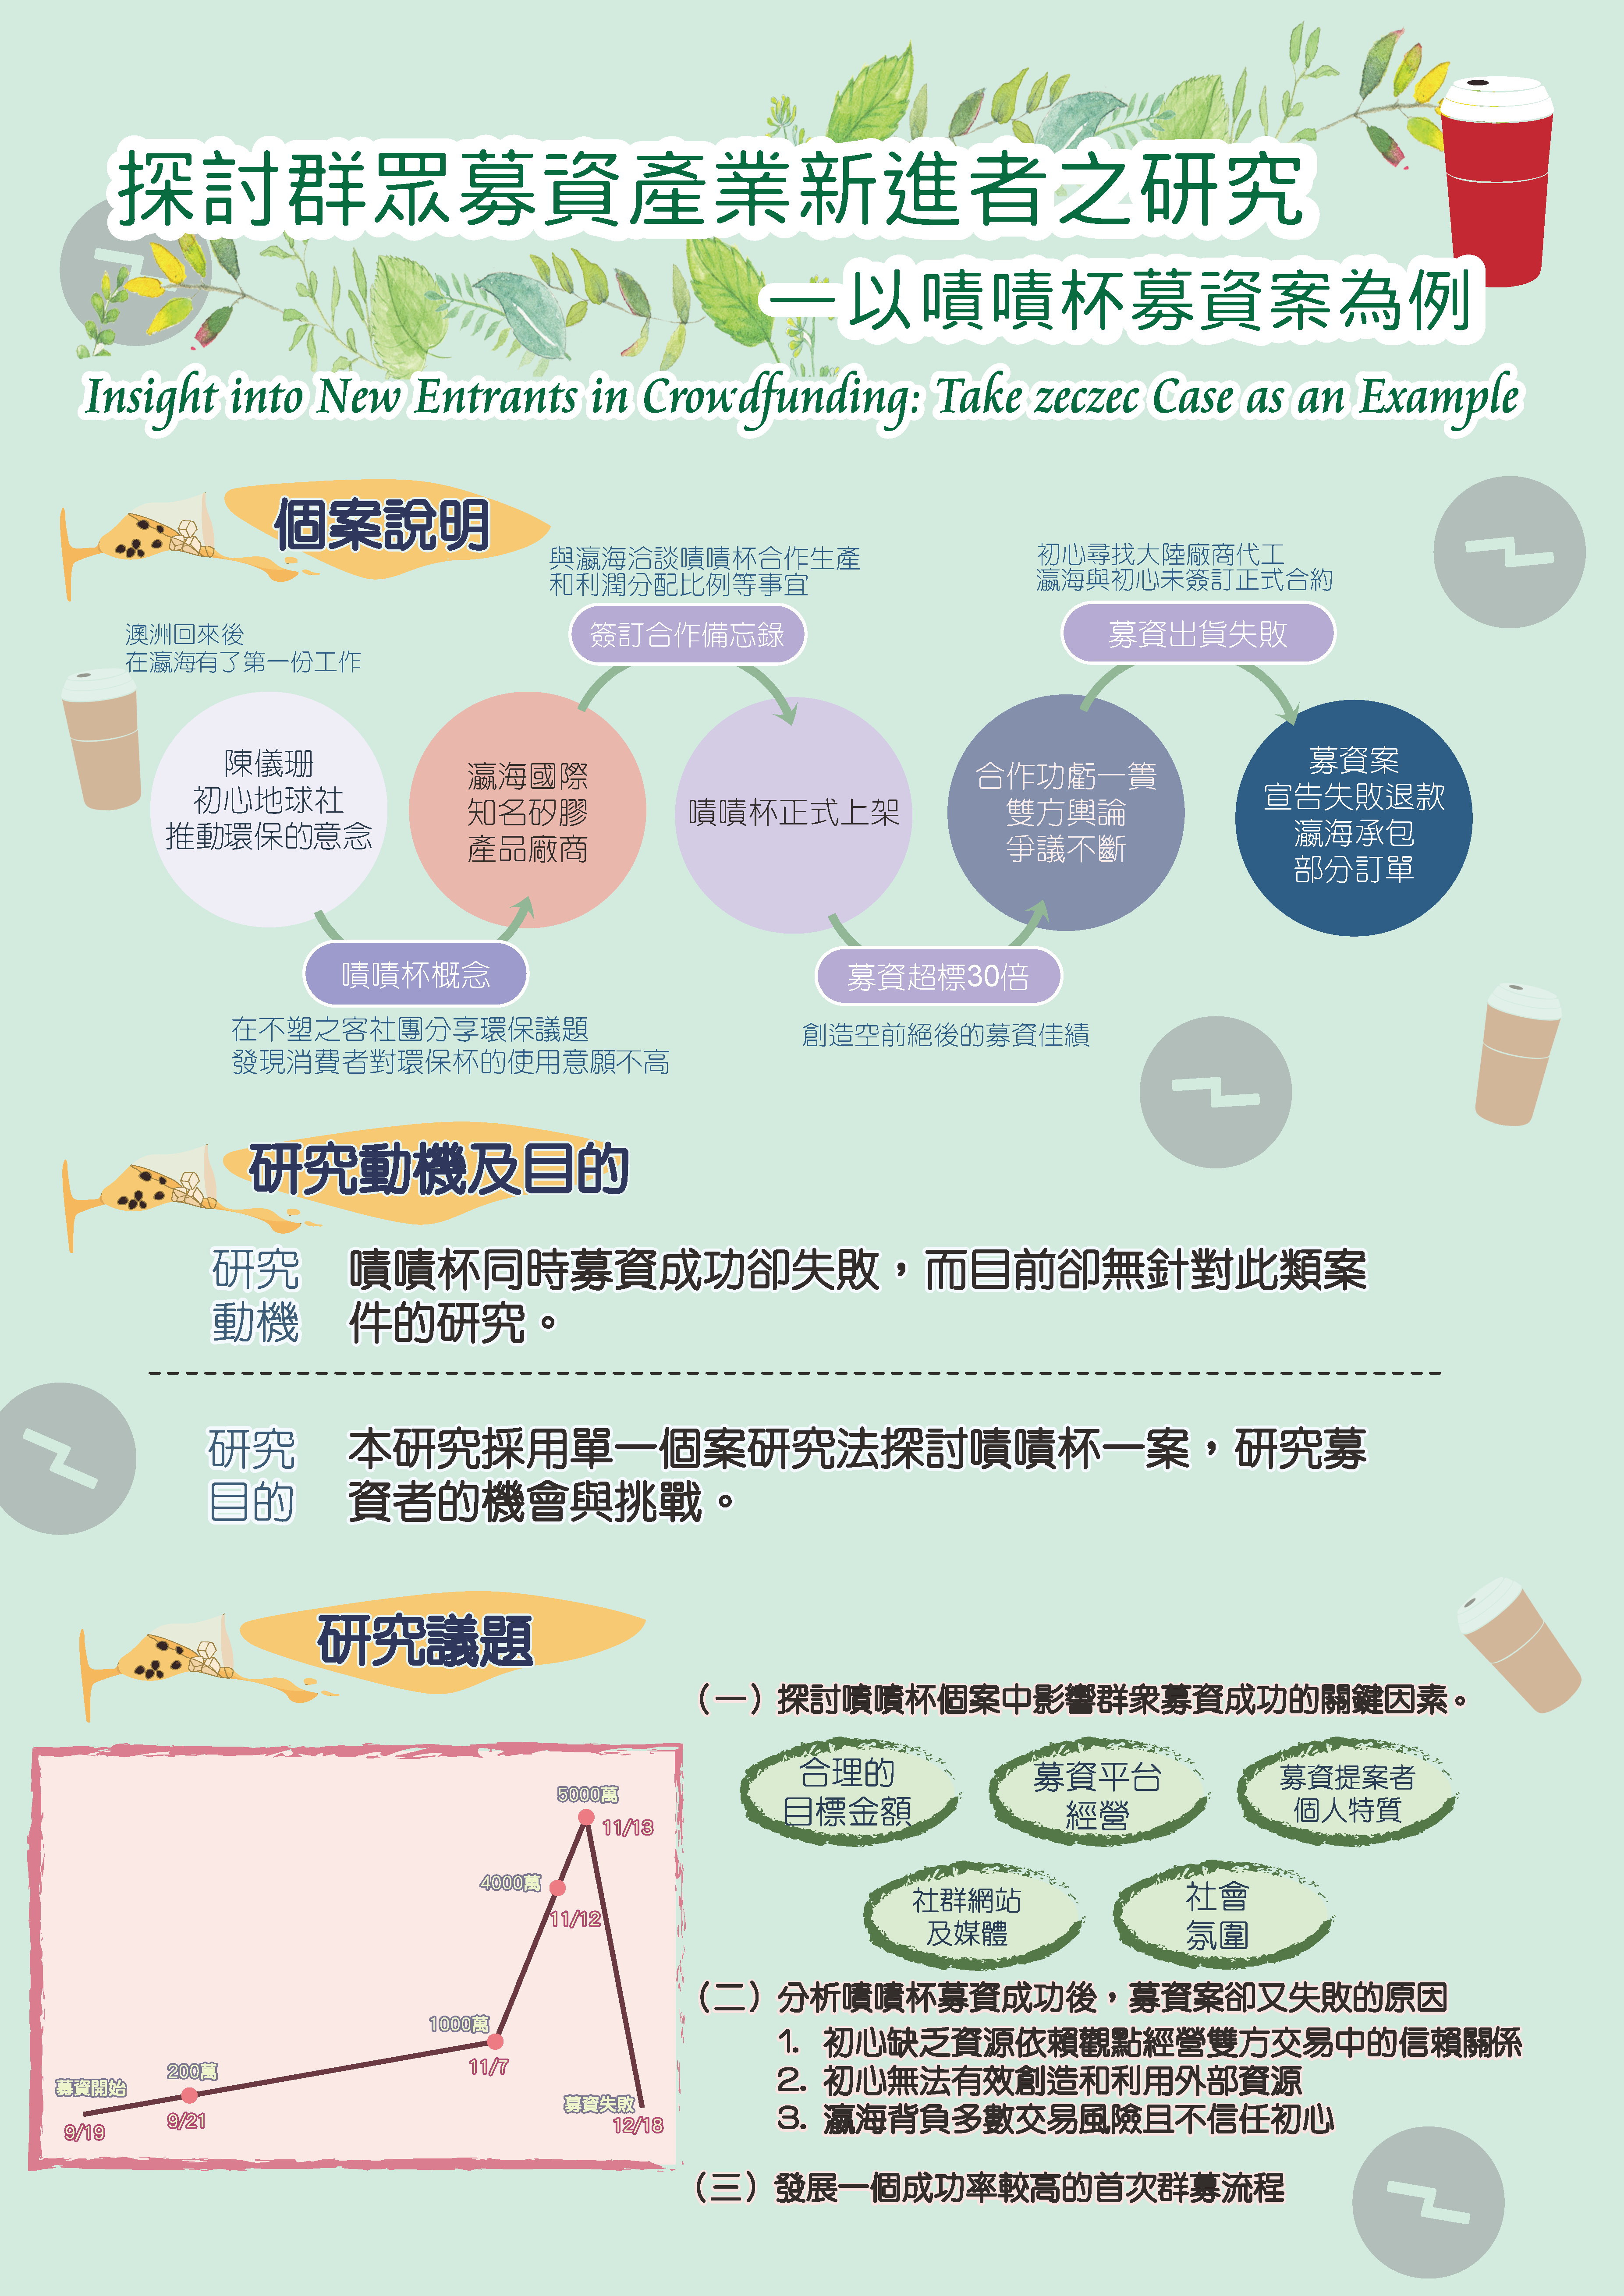 探討群眾募資產業新進者之研究
—以嘖嘖杯募資案為例
Insight into New Entrants in Crowdfunding: Take zeczec Case as an Example
個案說明
澳洲回來後
在瀛海有了第一份工作
陳儀珊
初心地球社
推動環保的意念
嘖嘖杯概念
在不塑之客社團分享環保議題
發現消費者對環保杯的使用意願不高
瀛海國際
知名矽膠
產品廠商
與瀛海洽談嘖嘖杯合作生產
和利潤分配比例等事宜
簽訂合作備忘錄
嘖嘖杯正式上架
募資超標30倍
創造空前絕後的募資佳績
合作功虧一簣
雙方輿論
爭議不斷
初心尋找大陸廠商代工
瀛海與初心未簽訂正式合約
募資出貨失敗
募資案
宣告失敗退款
瀛海承包
部分訂單
研究動機及目的
研究
動機
嘖嘖杯同時募資成功卻失敗，而目前卻無針對此類案
件的研究。
研究
目的
本研究採用單一個案研究法探討嘖嘖杯一案，研究募
資者的機會與挑戰。
研究議題
募資開始
9/19
200萬
9/21
1000萬
11/7
4000萬
11/12
5000萬
11/13
募資失敗
12/18
（一）探討嘖嘖杯個案中影響群衆募資成功的關鍵因素。
合理的
目標金額
募資平台
經營
募資提案者
個人特質
社群網站
及媒體
社會
氛圍
（二）分析嘖嘖杯募資成功後，募資案卻又失敗的原因
1. 初心缺乏資源依賴觀點經營雙方交易中的信賴關係
2. 初心無法有效創造和利用外部資源
3. 瀛海背負多數交易風險且不信任初心
（三）發展一個成功率較高的首次群募流程